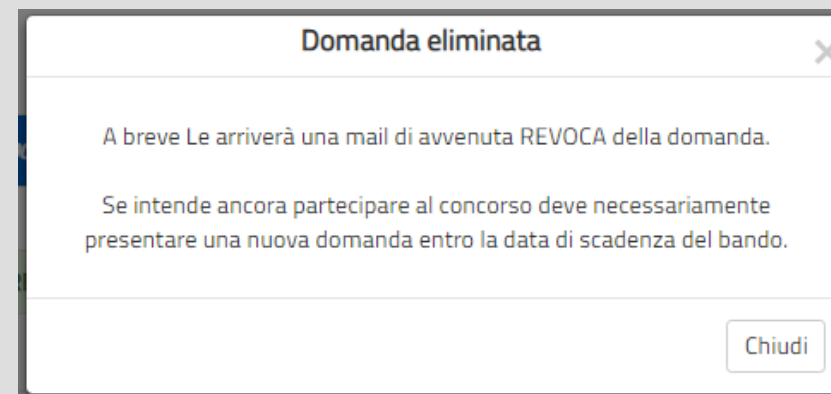 Domanda eliminata
A breve Le arriverà una mail di avvenuta REVOCA della domanda.
Se intende ancora partecipare al concorso deve necessariamente
presentare una nuova domanda entro la data di scadenza del bando.
Chiudi